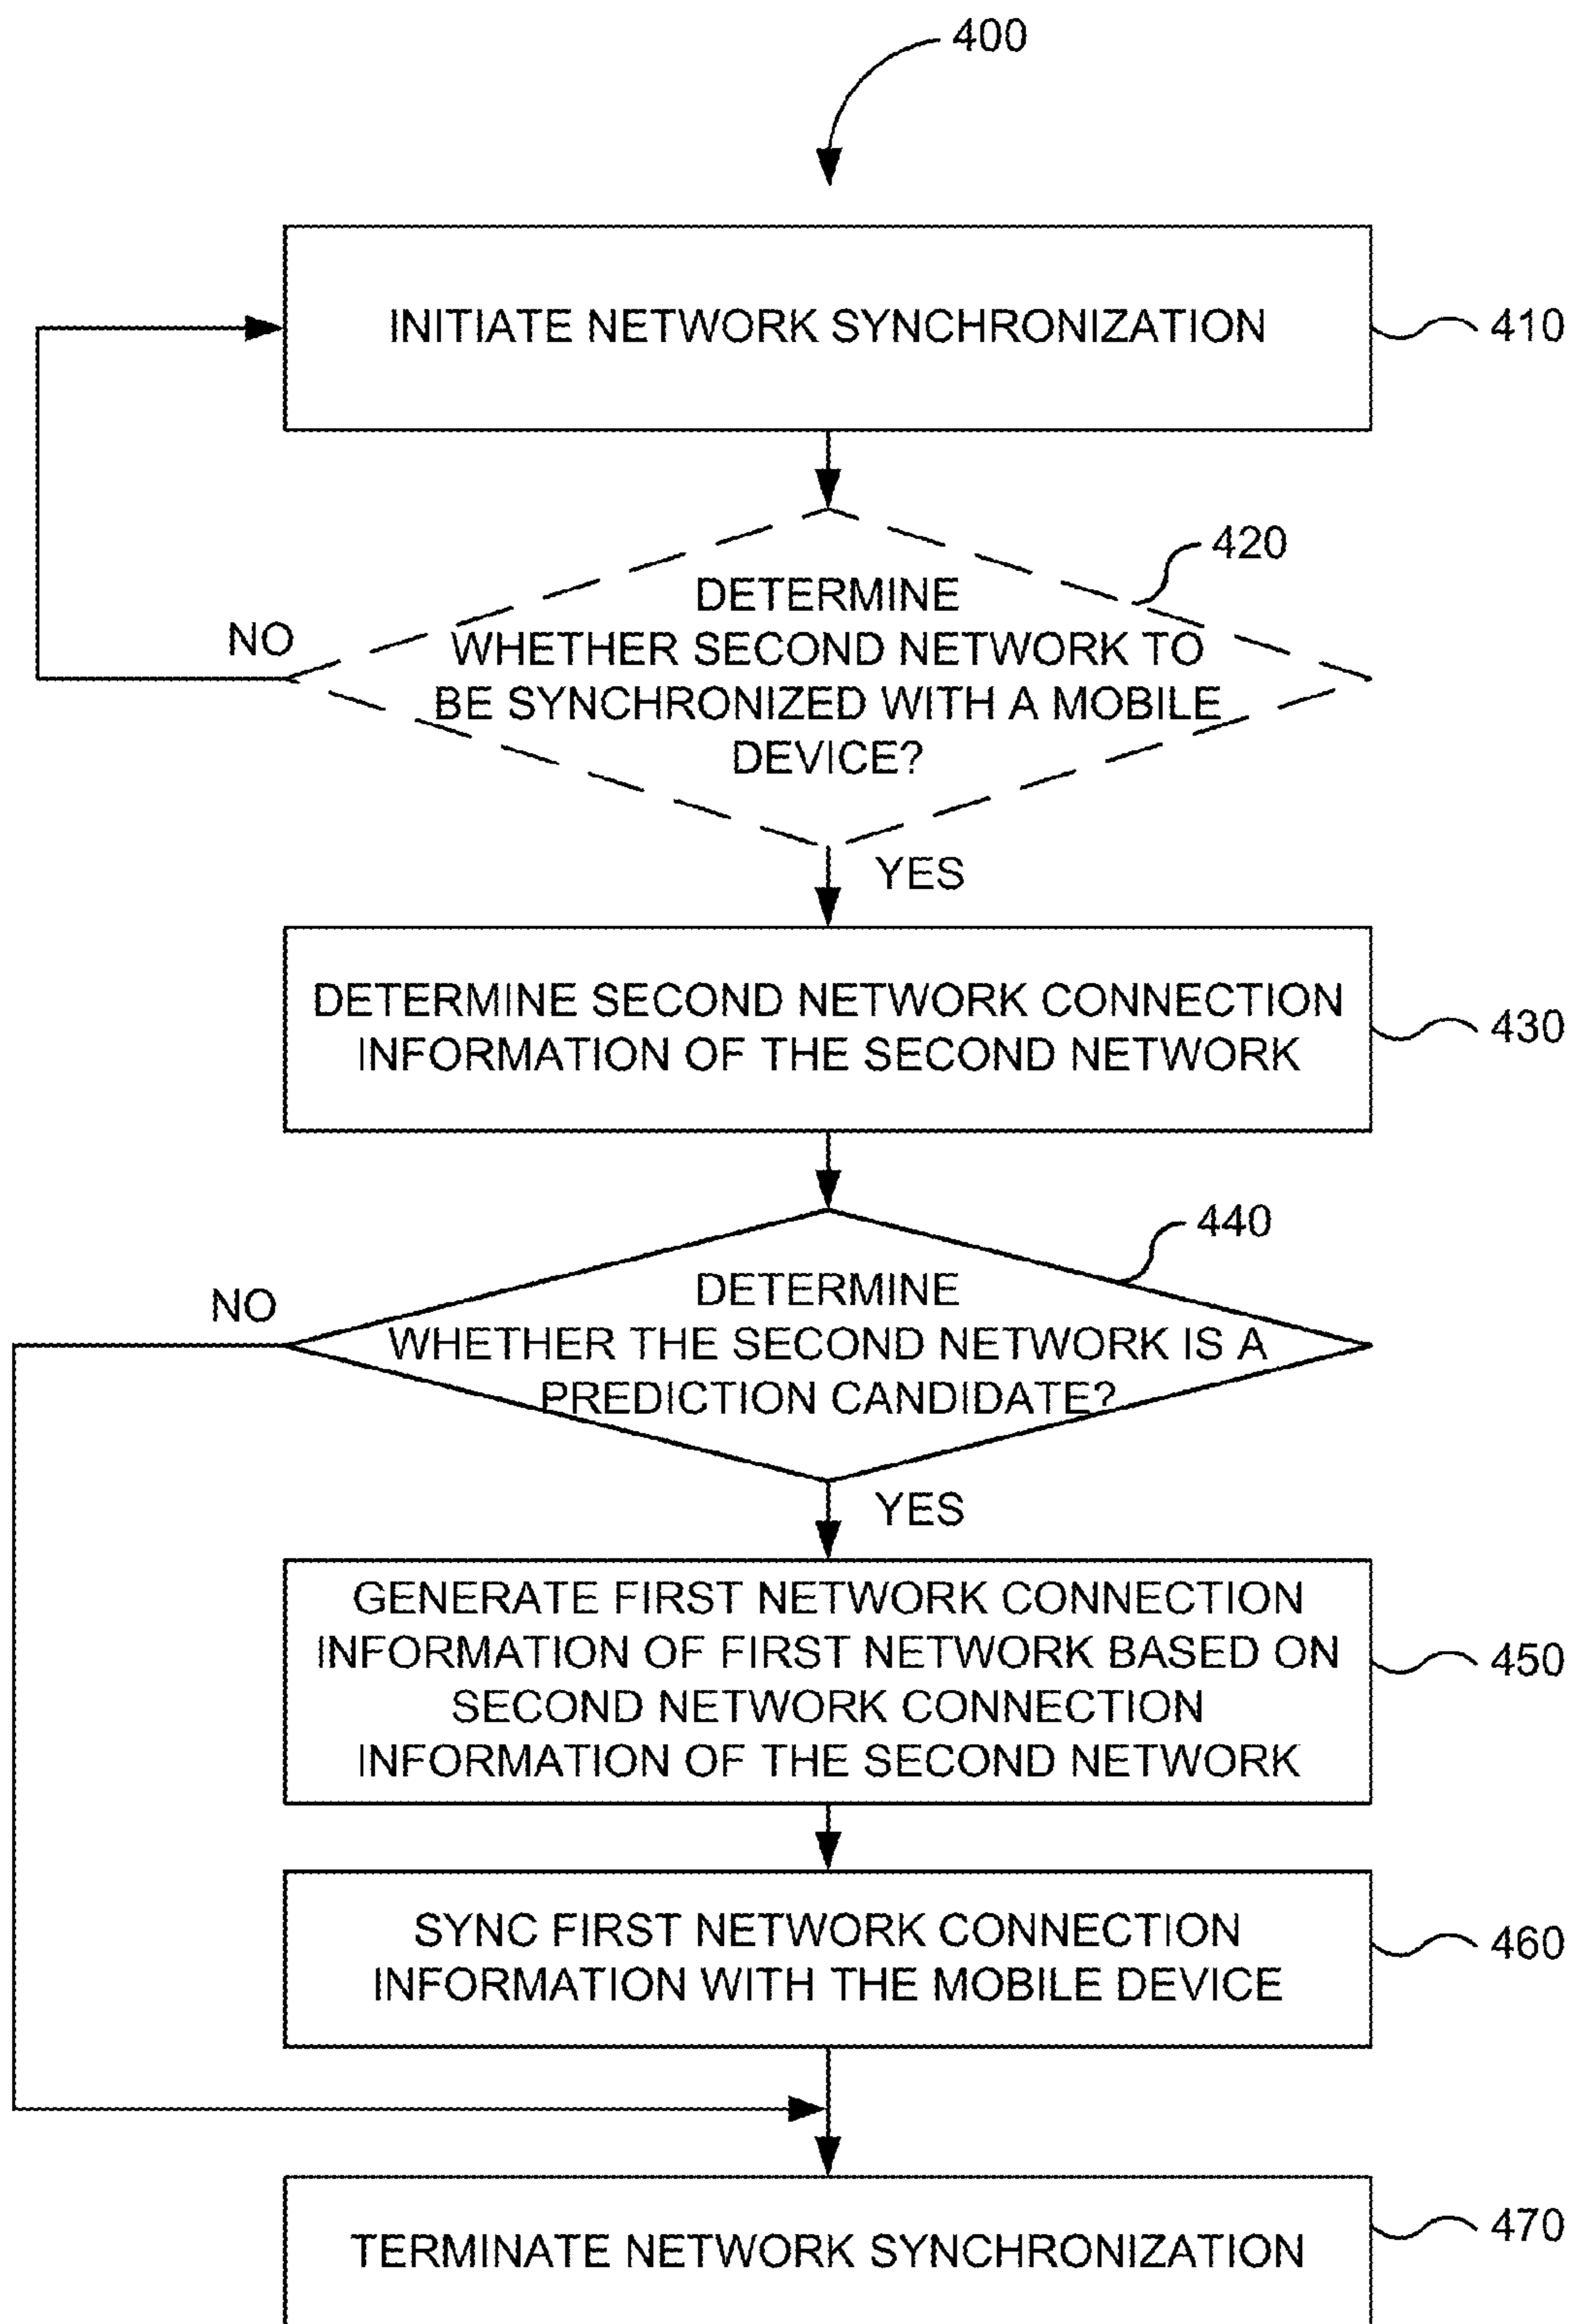 400
INITIATE NETWORK SYNCHRONIZATION
410
420
DETERMINE
WHETHER SECOND NETWORK TO
BE SYNCHRONIZED WITH A MOBILE
DEVICE?
NO
YES
DETERMINE SECOND NETWORK CONNECTION
INFORMATION OF THE SECOND NETWORK
430
440
DETERMINE
WHETHER THE SECOND NETWORK IS A
PREDICTION CANDIDATE?
NO
YES
GENERATE FIRST NETWORK CONNECTION
INFORMATION OF FIRST NETWORK BASED ON
SECOND NETWORK CONNECTION
INFORMATION OF THE SECOND NETWORK
450
SYNC FIRST NETWORK CONNECTION
INFORMATION WITH THE MOBILE DEVICE
460
TERMINATE NETWORK SYNCHRONIZATION
470